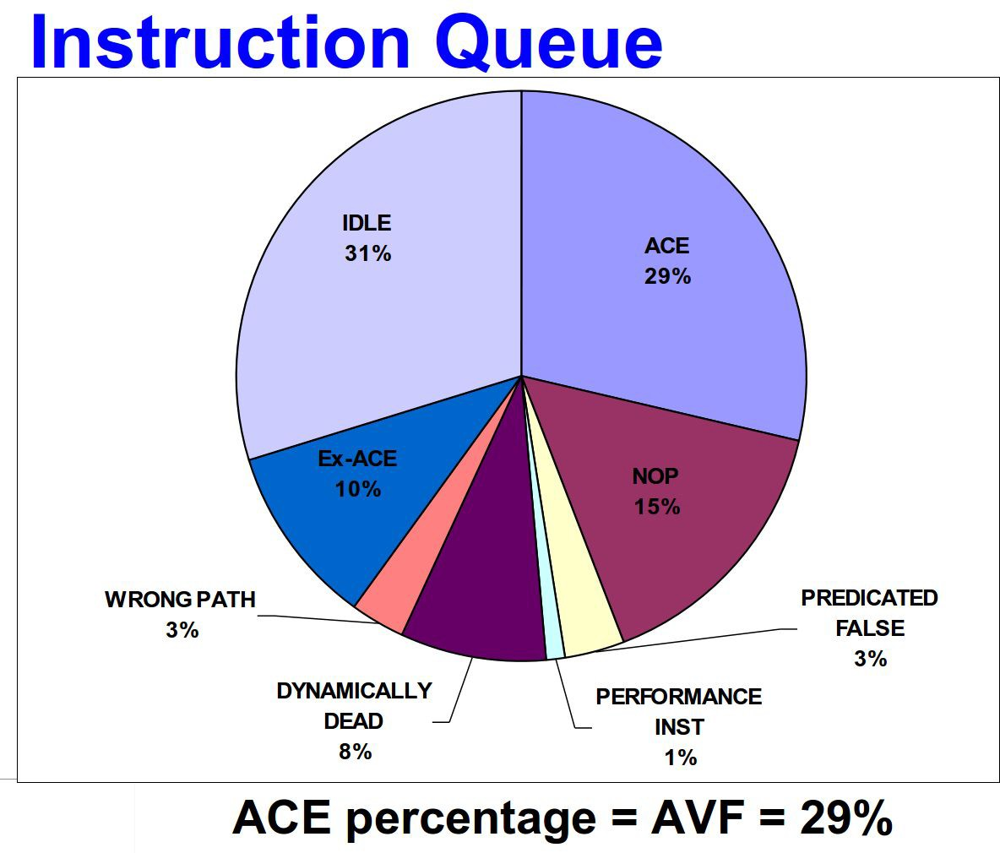 Instruction Queue
IDLE
31%
ACE
29%
Ex-ACE
10%
NOP
15%
WRONG PATH
3%
PREDICATED
FALSE
3%
DYNAMICALLY
DEAD
8%
PERFORMANCE
INST
1%
ACE percentage = AVF = 29%